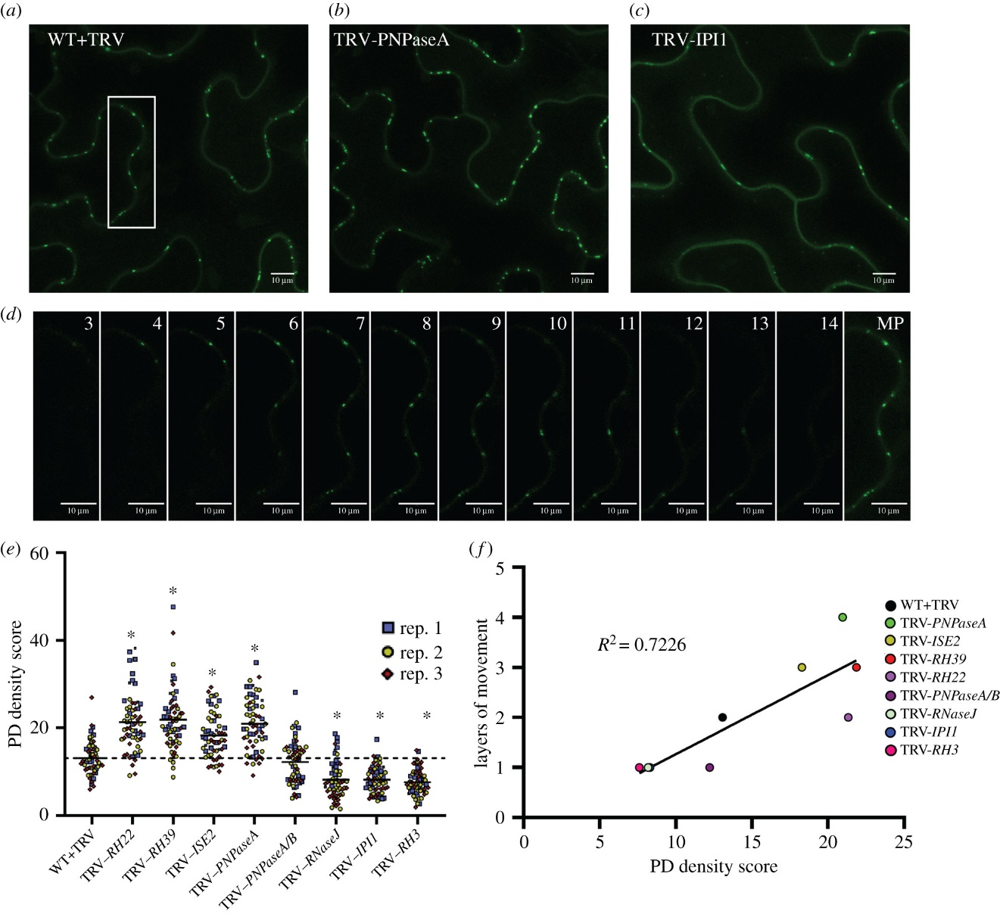 (a)
(b)
(c)
WT+TRV
TRV-PNPaseA
TRV-IPI1
10 µm
10 µm
10 µm
(d)
3
4
5
6
7
8
9
10
11
12
13
14
MP
10 µm
10 µm
10 µm
10 µm
10 µm
10 µm
10 µm
10 µm
10 µm
10 µm
10 µm
10 µm
10 µm
(e)
PD density score
60
40
20
0
*
*
*
*
*
*
*
rep. 1
rep. 2
rep. 3
WT+TRV
TRV–RH22
TRV–RH39
TRV–ISE2
TRV–PNPaseA
TRV–PNPaseA/B
TRV–RNaseJ
TRV–IPI1
TRV–RH3
(f)
layers of movement
5
4
3
2
1
0
R² = 0.7226
0
5
10
15
20
25
PD density score
WT+TRV
TRV-PNPaseA
TRV-ISE2
TRV-RH39
TRV-RH22
TRV-PNPaseA/B
TRV-RNaseJ
TRV-IPI1
TRV-RH3